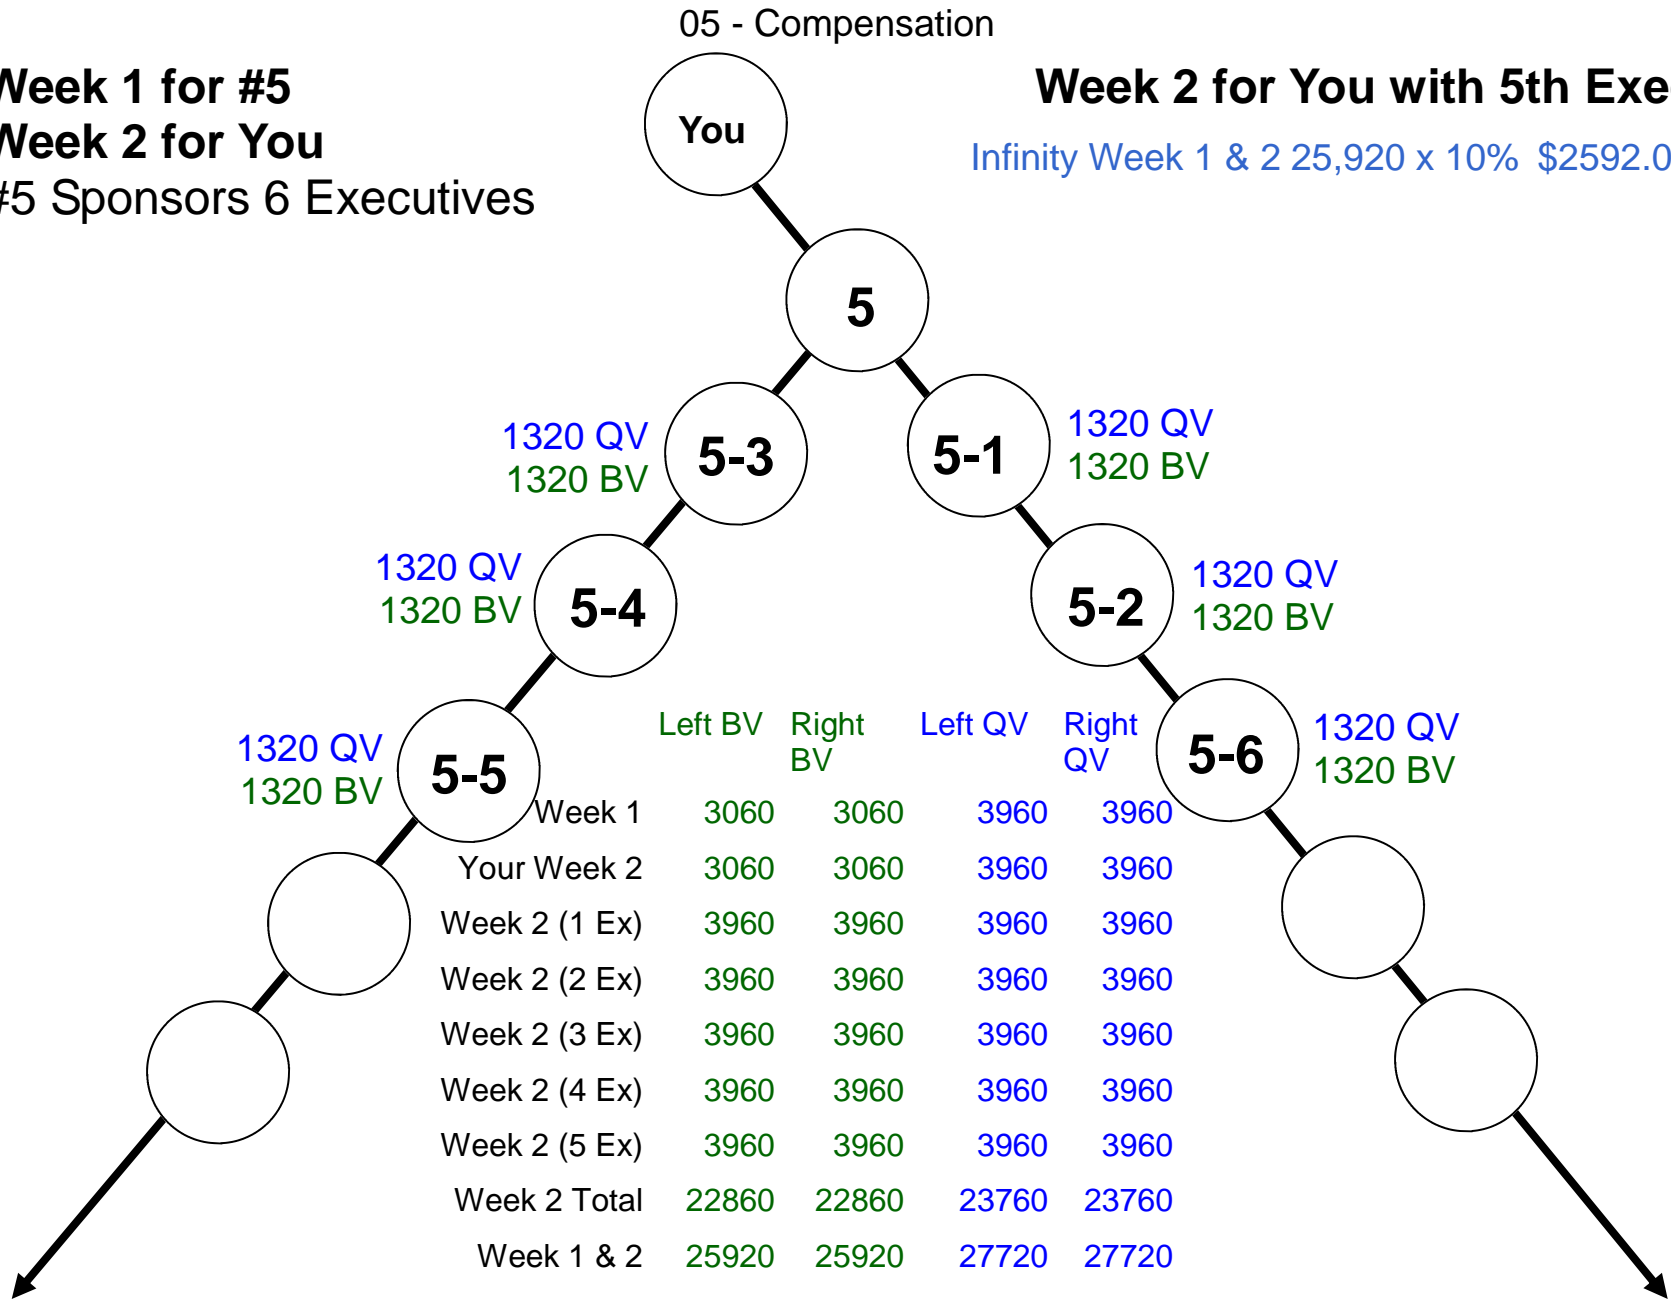 05 - Compensation
Week 1 for #5
Week 2 for You
#5 Sponsors 6 Executives
Week 2 for You with 5th Exe
Infinity Week 1 & 2 25,920 x 10% $2592.0
You
5
5-3
1320 QV
1320 BV
5-1
1320 QV
1320 BV
5-4
1320 QV
1320 BV
5-2
1320 QV
1320 BV
5-5
1320 QV
1320 BV
5-6
1320 QV
1320 BV
Left BV Right BV Left QV Right QV
Week 1 3060 3060 3960 3960
Your Week 2 3060 3060 3960 3960
Week 2 (1 Ex) 3960 3960 3960 3960
Week 2 (2 Ex) 3960 3960 3960 3960
Week 2 (3 Ex) 3960 3960 3960 3960
Week 2 (4 Ex) 3960 3960 3960 3960
Week 2 (5 Ex) 3960 3960 3960 3960
Week 2 Total 22860 22860 23760 23760
Week 1 & 2 25920 25920 27720 27720